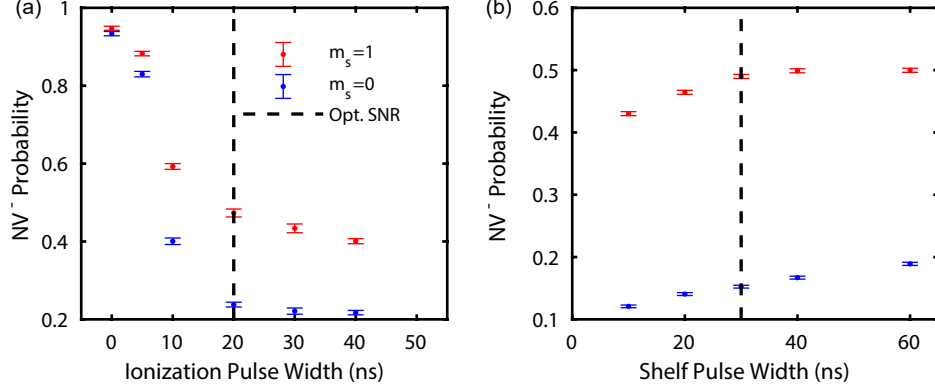 (a)
1
0.8
0.6
0.4
0.2
0 10 20 30 40 50
NV⁻ Probability
Ionization Pulse Width (ns)
m_s=1
m_s=0
Opt. SNR
(b)
0.6
0.5
0.4
0.3
0.2
0.1
0 20 40 60
NV⁻ Probability
Shelf Pulse Width (ns)